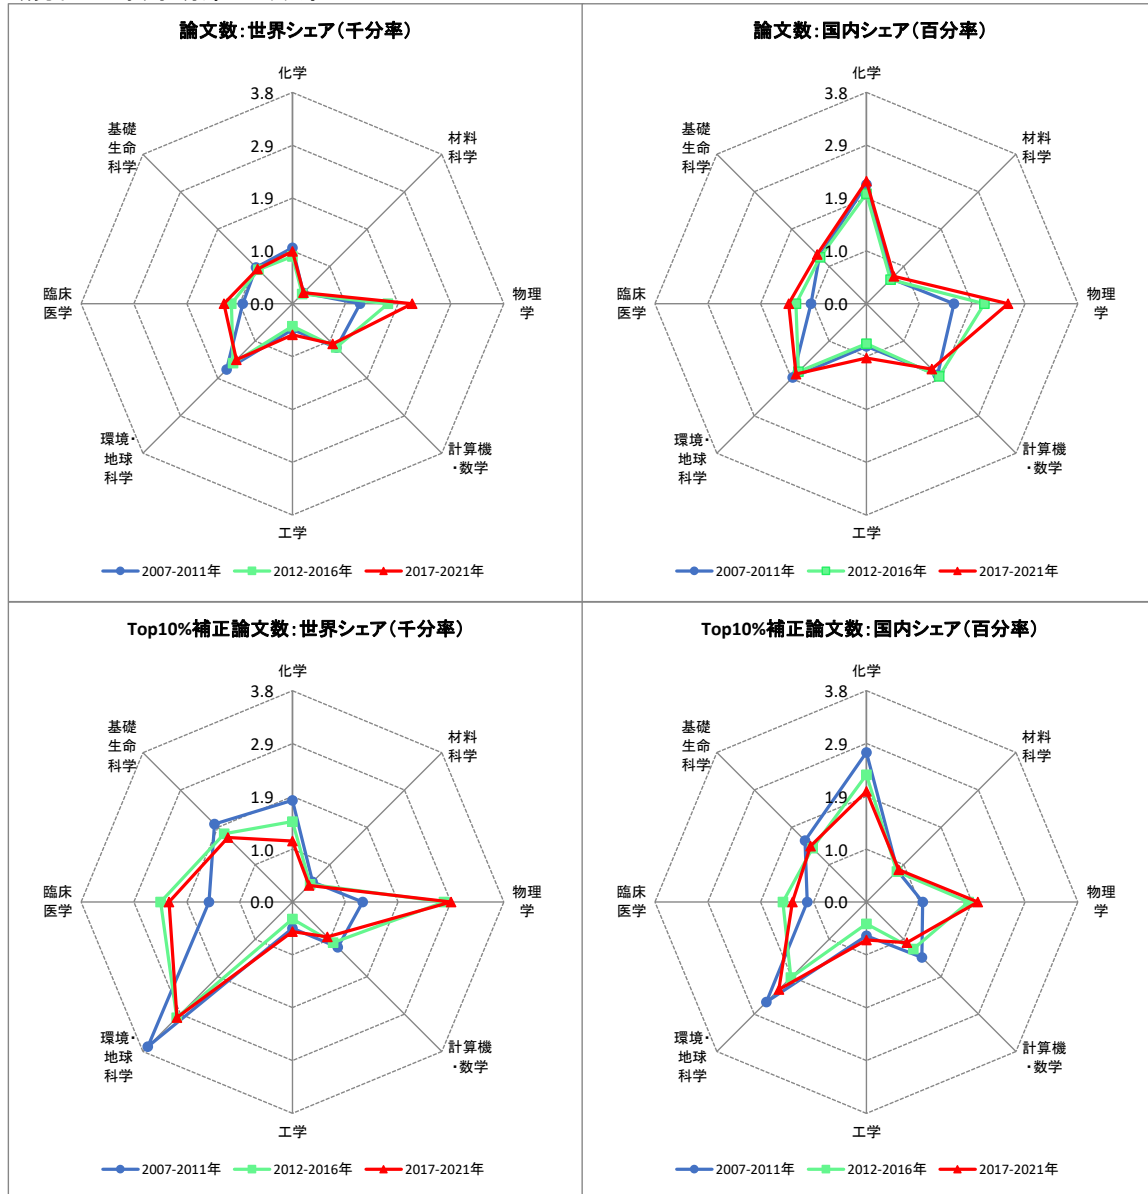 論文数:世界シェア(千分率)
化学
3.8
2.9
1.9
1.0
0.0
材料
科学
物理
学
計算機
・数学
工学
環境・
地球
科学
臨床
医学
基礎
生命
科学
2007-2011年
2012-2016年
2017-2021年
論文数:国内シェア(百分率)
化学
3.8
2.9
1.9
1.0
0.0
材料
科学
物理
学
計算機
・数学
工学
環境・
地球
科学
臨床
医学
基礎
生命
科学
2007-2011年
2012-2016年
2017-2021年
Top10%補正論文数:世界シェア(千分率)
化学
3.8
2.9
1.9
1.0
0.0
材料
科学
物理
学
計算機
・数学
工学
環境・
地球
科学
臨床
医学
基礎
生命
科学
2007-2011年
2012-2016年
2017-2021年
Top10%補正論文数:国内シェア(百分率)
化学
3.8
2.9
1.9
1.0
0.0
材料
科学
物理
学
計算機
・数学
工学
環境・
地球
科学
臨床
医学
基礎
生命
科学
2007-2011年
2012-2016年
2017-2021年